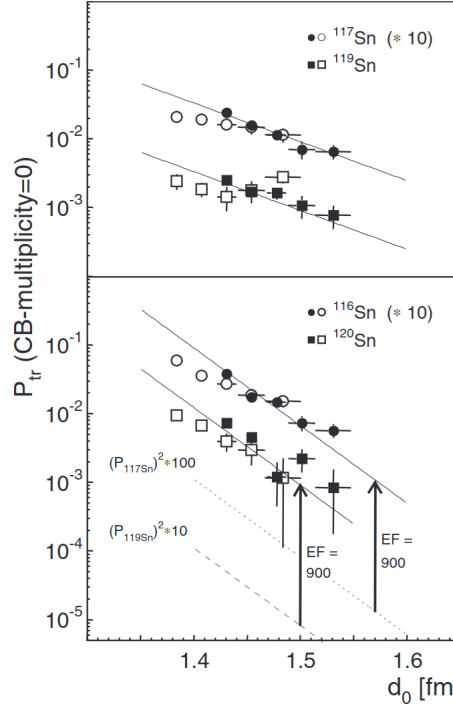 P_tr (CB-multiplicity=0)
●○ ¹¹⁷Sn (* 10)
■□ ¹¹⁹Sn
10⁻¹
10⁻²
10⁻³
●○ ¹¹⁶Sn (* 10)
■□ ¹²⁰Sn
10⁻¹
10⁻²
10⁻³
(P₁₁₇Sn)²*100
10⁻⁴
(P₁₁₉Sn)²*10
EF =
900
EF =
900
10⁻⁵
1.4
1.5
1.6
d₀ [fm